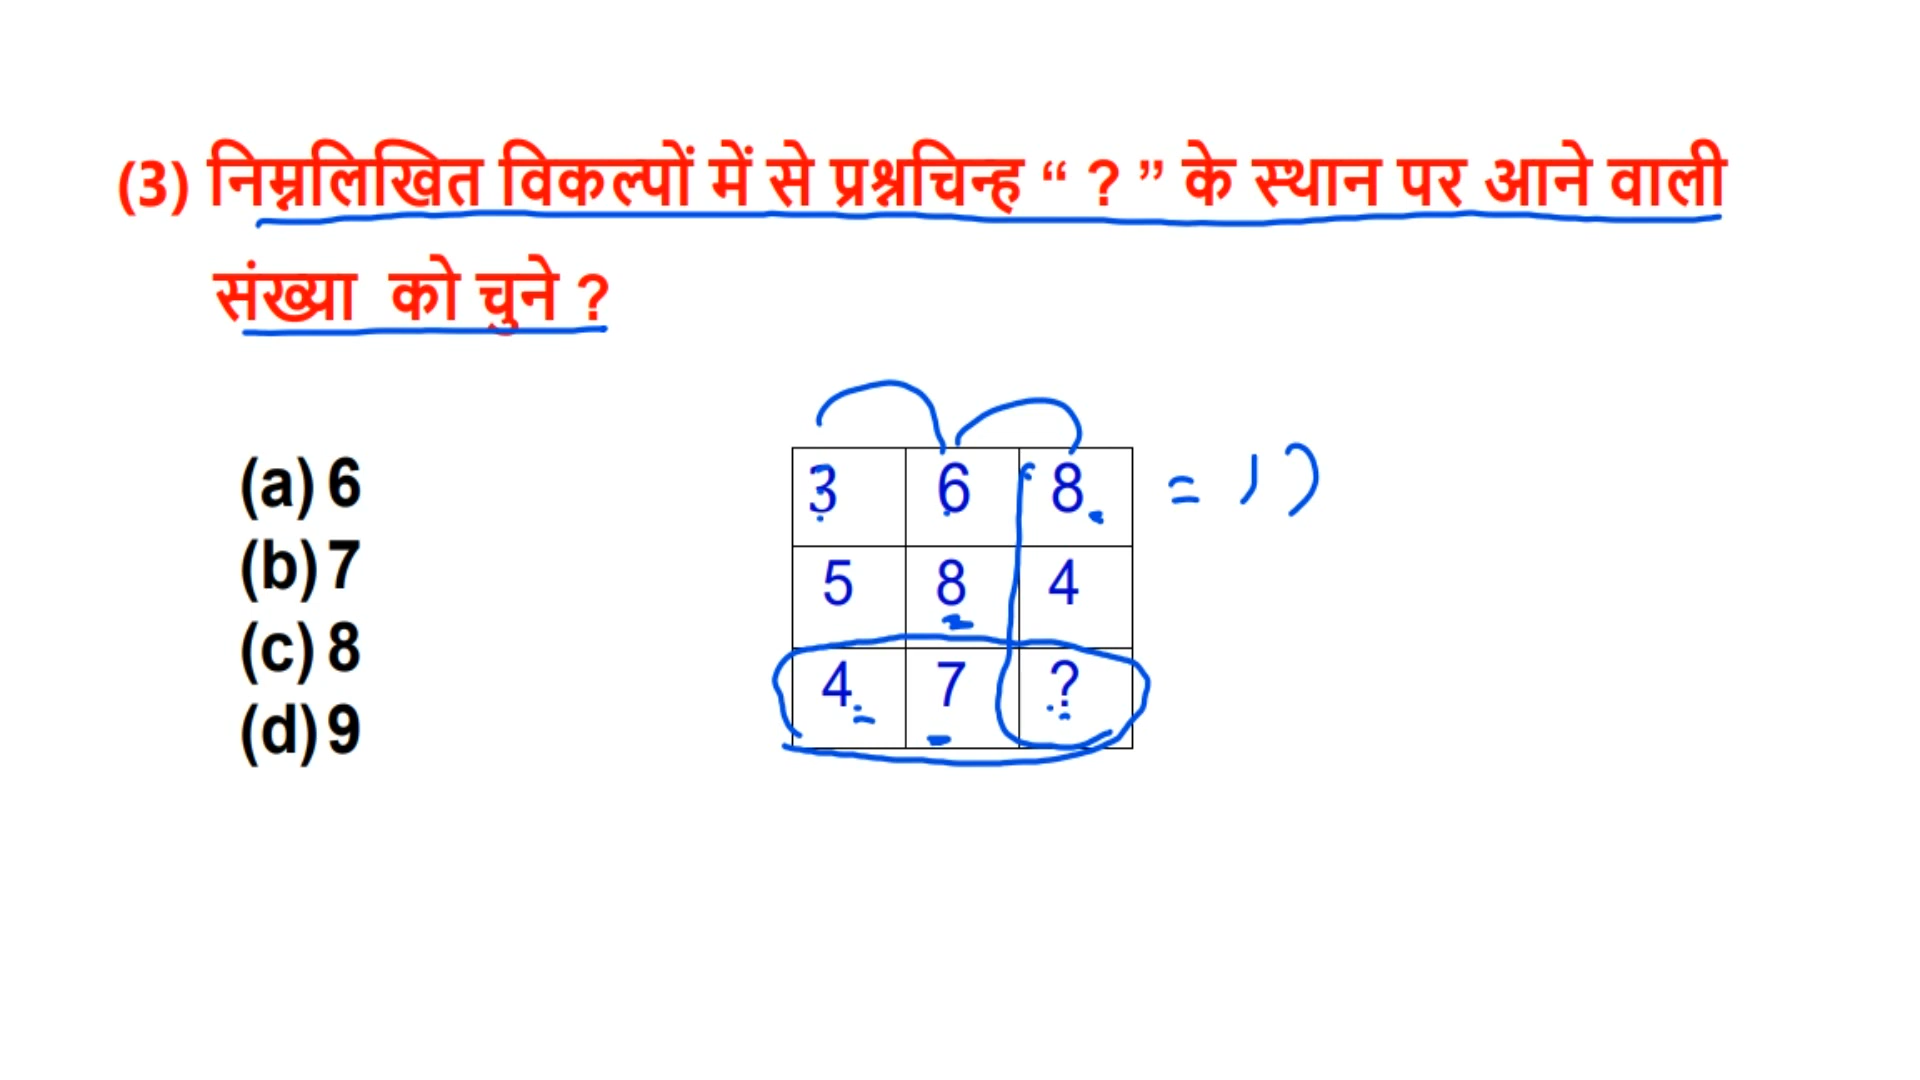 (3) निम्नलिखित विकल्पों में से प्रश्नचिन्ह “ ? ” के स्थान पर आने वाली
संख्या को चुने ?
(a) 6
(b) 7
(c) 8
(d) 9
3 6 8 = 17
5 8 4
4 7 ?